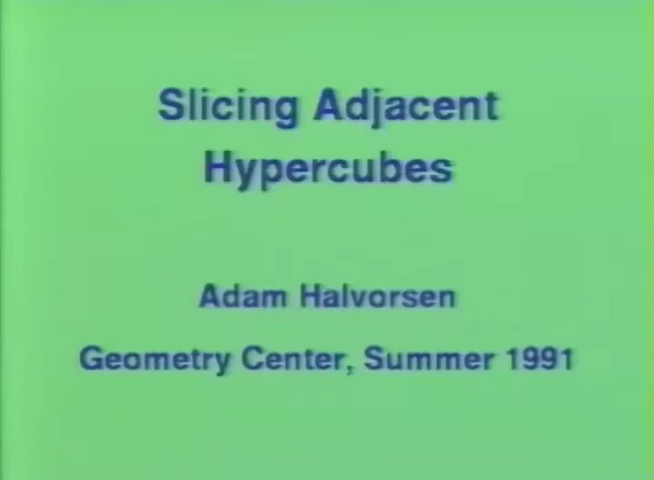 Slicing Adjacent
Hypercubes
Adam Halvorsen
Geometry Center, Summer 1991